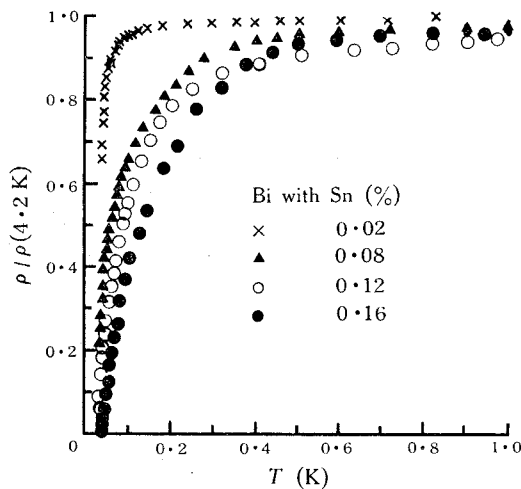 1·0
0·8
0·6
0·4
0·2
0
ρ / ρ(4·2 K)
Bi with Sn (%)
× 0·02
▲ 0·08
○ 0·12
● 0·16
0·2 0·4 0·6 0·8 1·0
T (K)